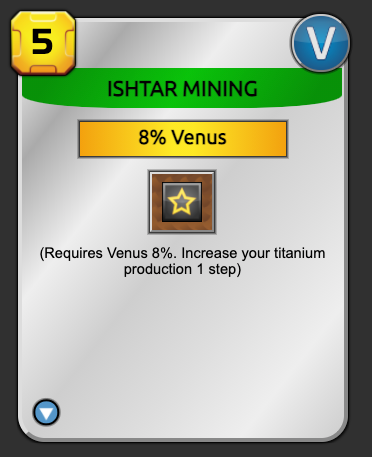 5
V
ISHTAR MINING
8% Venus
(Requires Venus 8%. Increase your titanium
production 1 step)